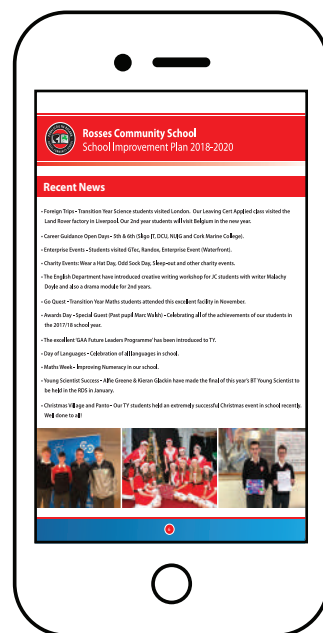 Rosses Community School
School Improvement Plan 2018-2020
Recent News
• Foreign Trips - Transition Year Science students visited London. Our Leaving Cert Applied class visited the
Land Rover factory in Liverpool. Our 2nd year students will visit Belgium in the new year.
• Career Guidance Open Days - 5th & 6th (Sligo IT, DCU, NUIG and Cork Marine College).
• Enterprise Events - Students visited GTec, Randox, Enterprise Event (Waterfront).
• Charity Events: Wear a Hat Day, Odd Sock Day, Sleep-out and other charity events.
• The English Department have introduced creative writing workshop for JC students with writer Malachy
Doyle and also a drama module for 2nd years.
• Go Quest - Transition Year Maths students attended this excellent facility in November.
• Awards Day - Special Guest (Past pupil Marc Walsh) - Celebrating all of the achievements of our students in
the 2017/18 school year.
• The excellent 'GAA Future Leaders Programme' has been introduced to TY.
• Day of Languages - Celebration of all languages in school.
• Maths Week - Improving Numeracy in our school.
• Young Scientist Success - Alfie Greene & Kieran Glackin have made the final of this year's BT Young Scientist to
be held in the RDS in January.
• Christmas Village and Panto - Our TY students held an extremely successful Christmas event in school recently.
Well done to all!